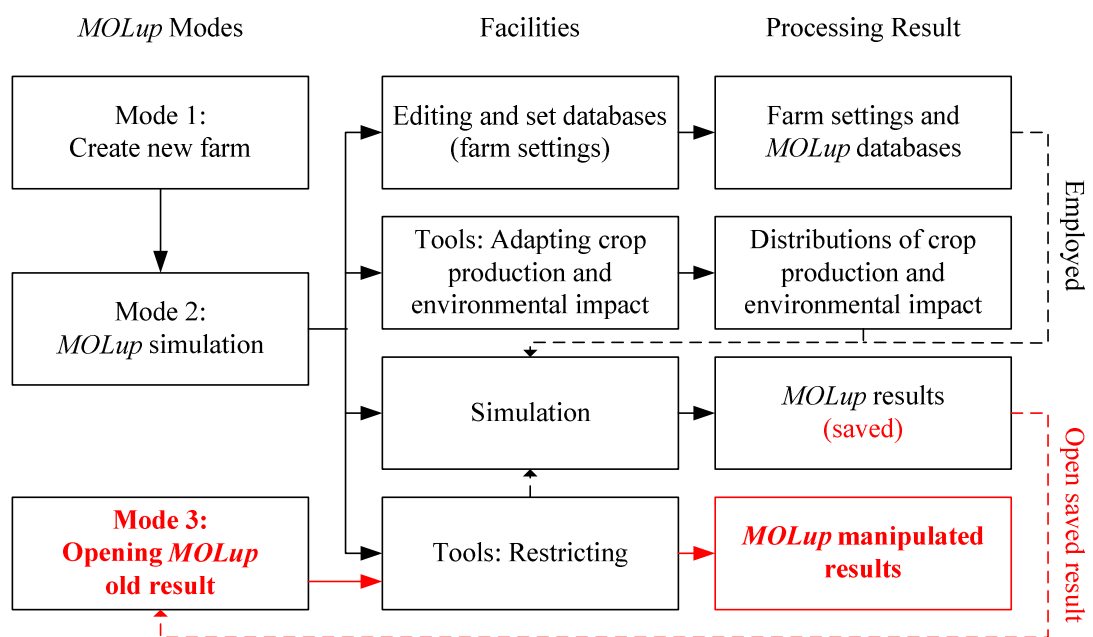 MOLup Modes
Facilities
Processing Result
Mode 1:
Create new farm
Editing and set databases
(farm settings)
Farm settings and
MOLup databases
Employed
Tools: Adapting crop
production and
environmental impact
Distributions of crop
production and
environmental impact
Mode 2:
MOLup simulation
Simulation
MOLup results
(saved)
Open saved result
Mode 3:
Opening MOLup
old result
Tools: Restricting
MOLup manipulated
results